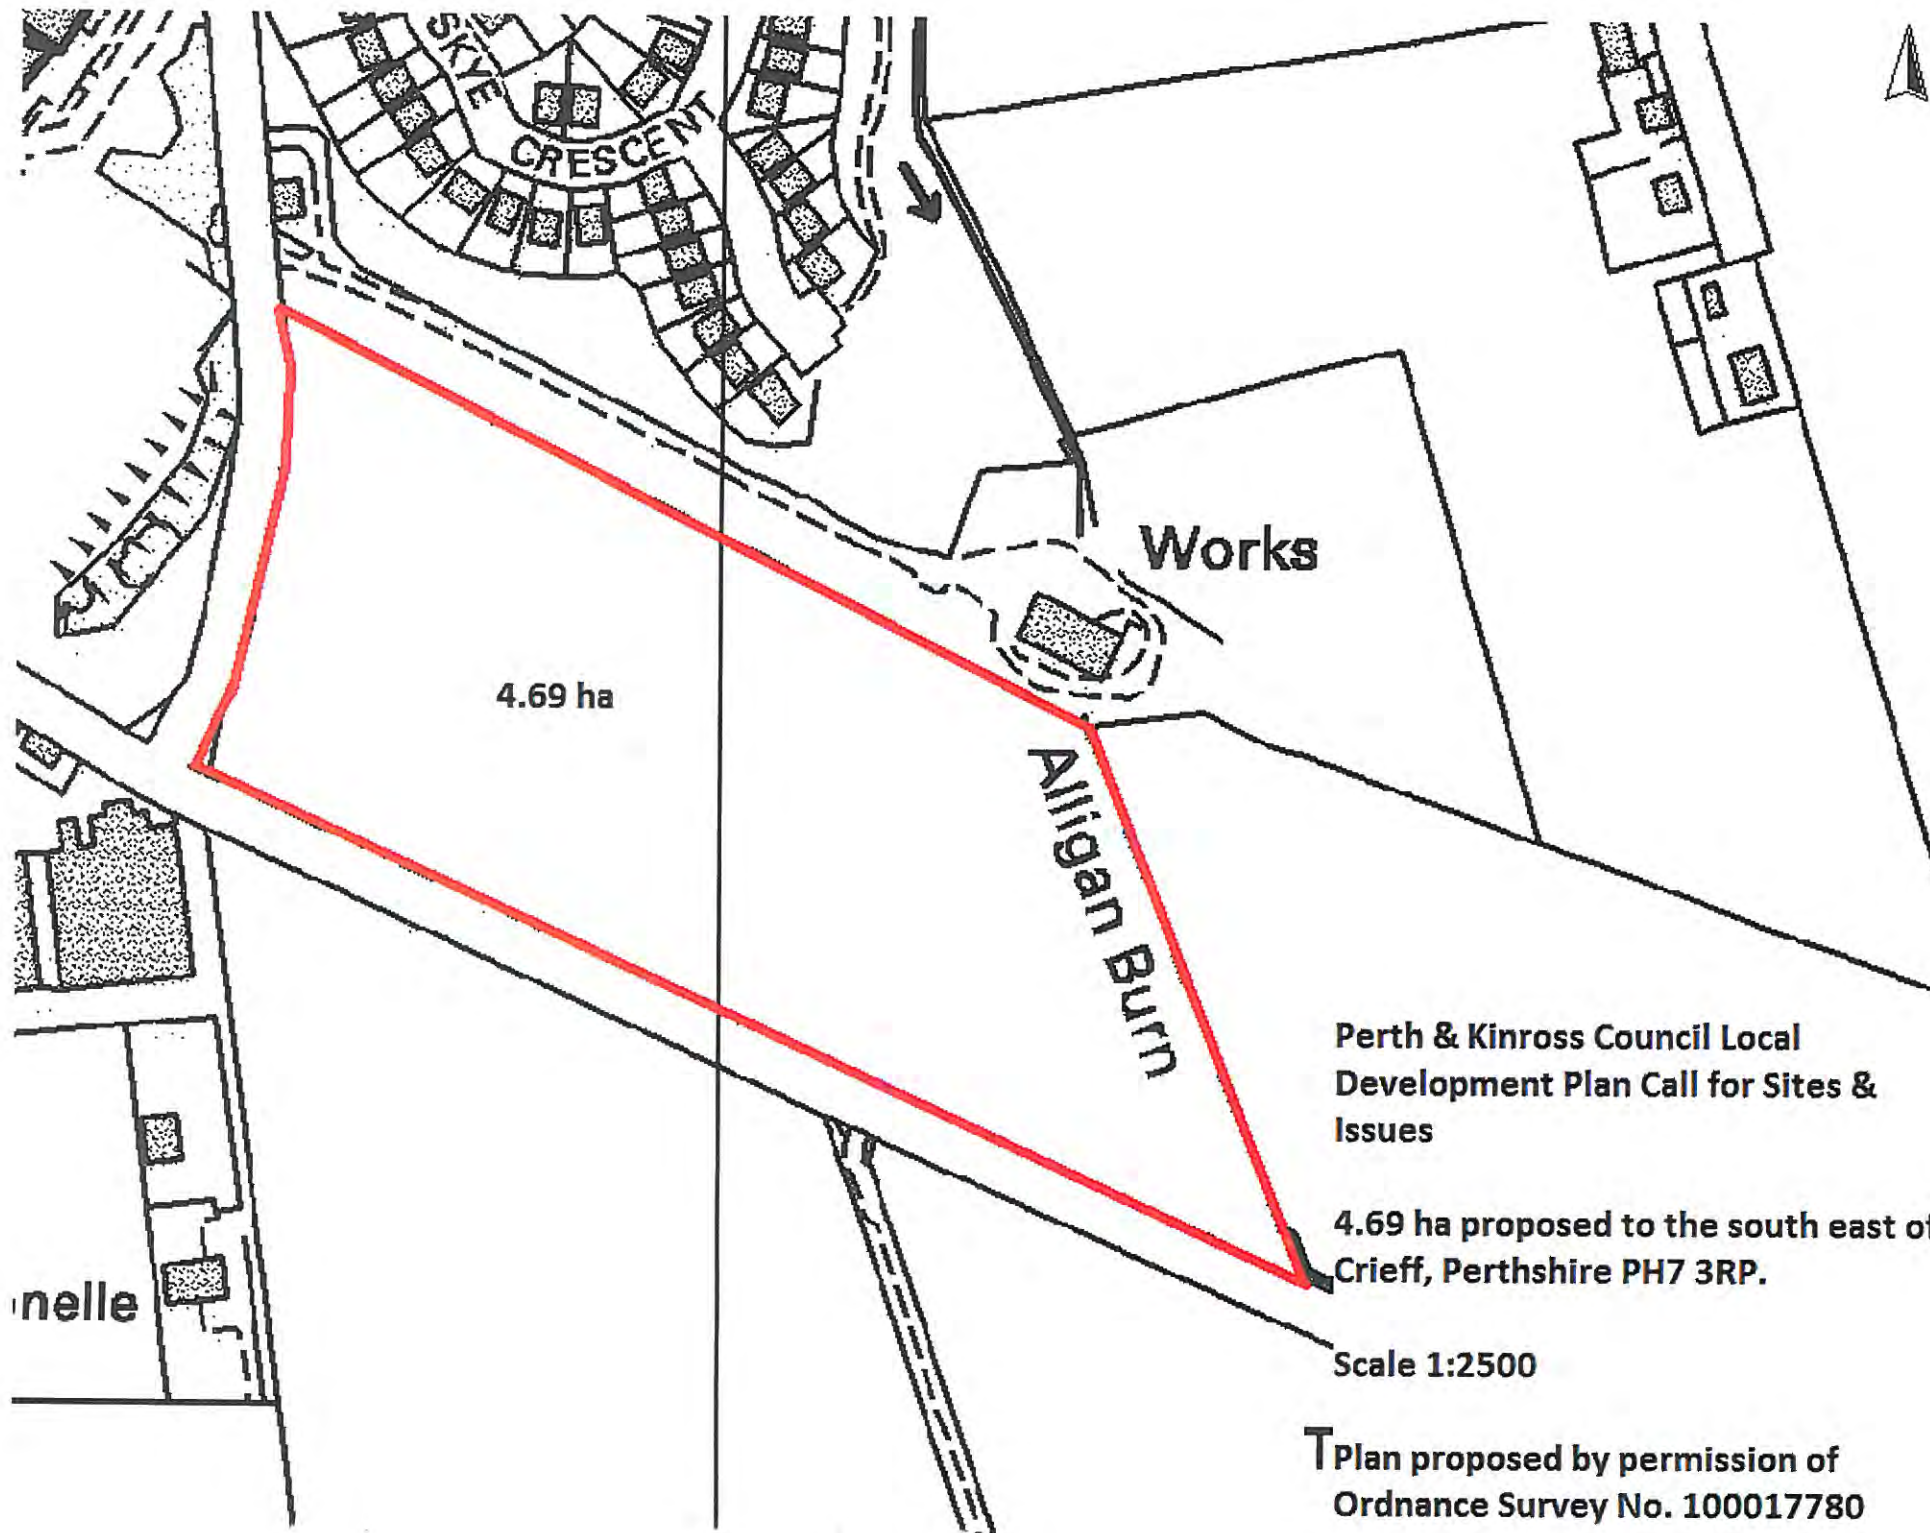 SKYE
CRESCENT
Works
4.69 ha
Alligan Burn
nelle
Perth & Kinross Council Local
Development Plan Call for Sites &
Issues
4.69 ha proposed to the south east of
Crieff, Perthshire PH7 3RP.
Scale 1:2500
TPlan proposed by permission of
Ordnance Survey No. 100017780